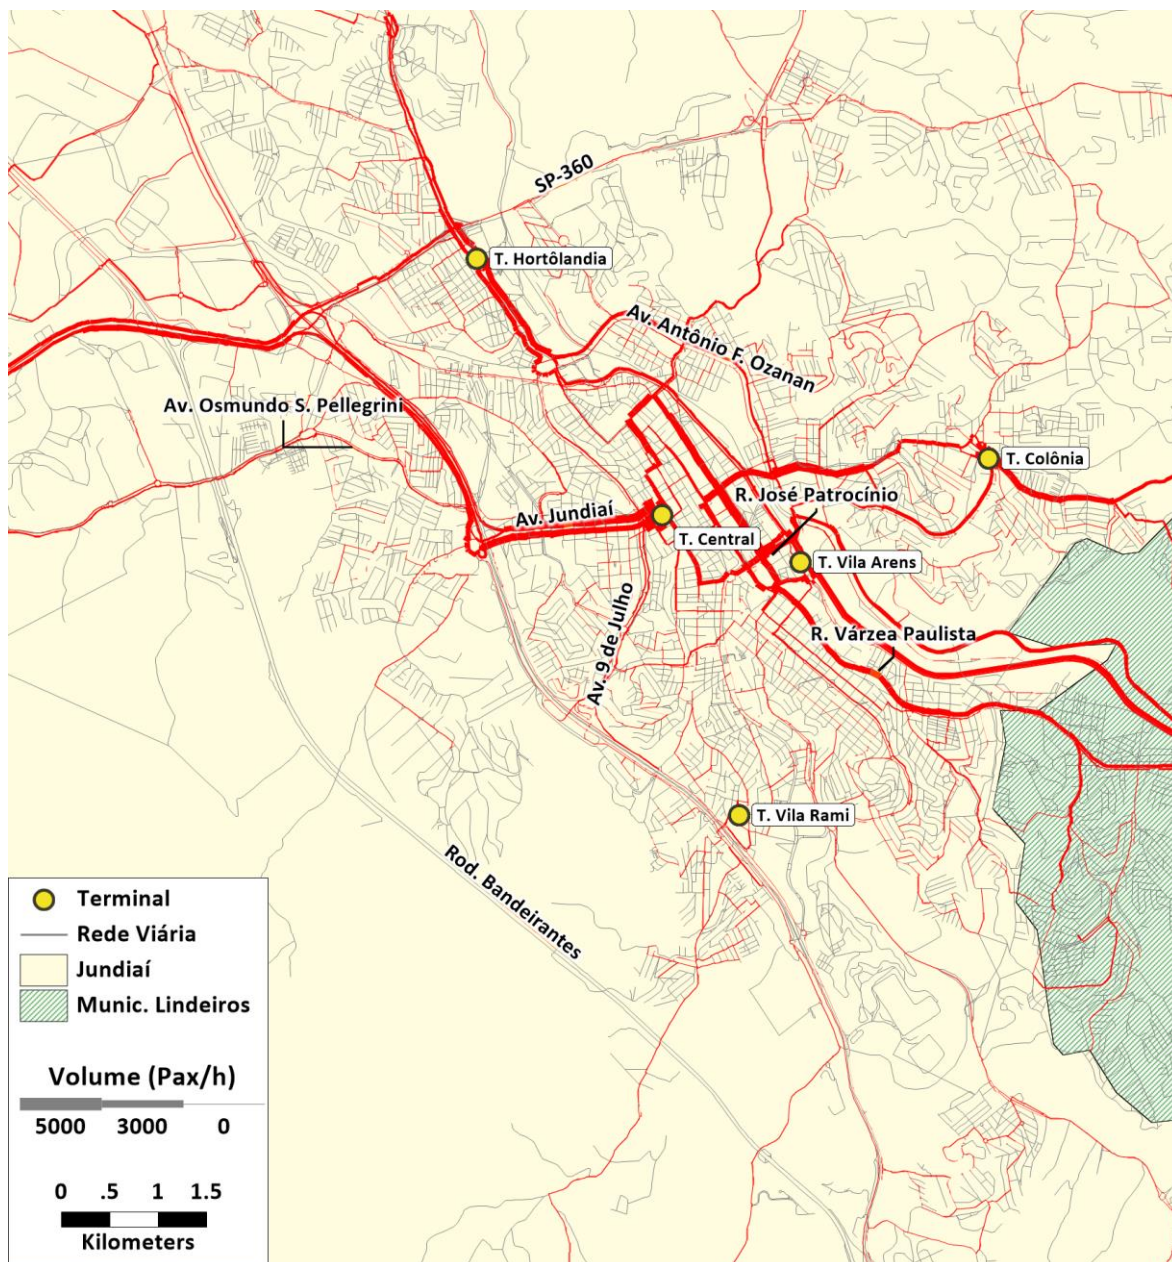 SP-360
T. Hortôlandia
Av. Antônio F. Ozanan
Av. Osmundo S. Pellegrini
T. Colônia
R. José Patrocínio
Av. Jundiaí
T. Central
T. Vila Arens
Av. 9 de Julho
R. Várzea Paulista
T. Vila Rami
Rod. Bandeirantes
Terminal
Rede Viária
Jundiaí
Munic. Lindeiros
Volume (Pax/h)
5000 3000 0
0 .5 1 1.5
Kilometers